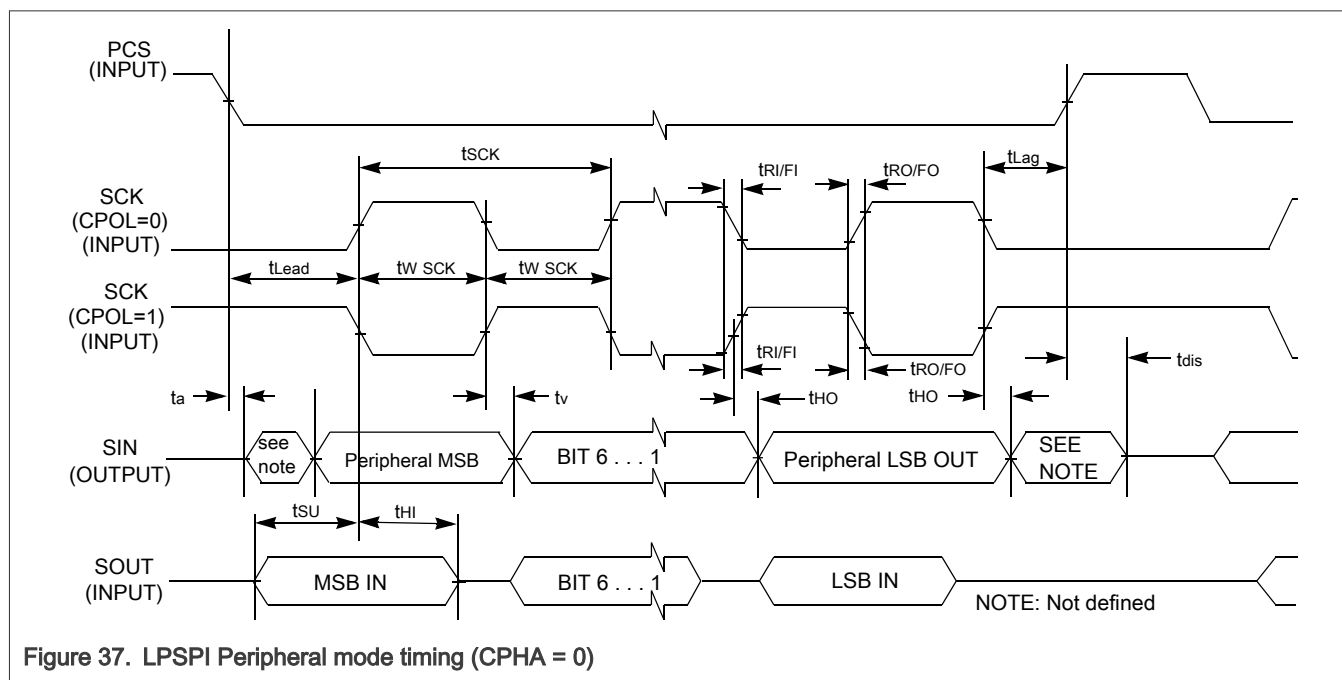 PCS
(INPUT)
tSCK
tRI/FI
tRO/FO
tLag
SCK
(CPOL=0)
(INPUT)
tLead
tW SCK
tW SCK
SCK
(CPOL=1)
(INPUT)
tRI/FI
tRO/FO
tdis
ta
tv
tHO
tHO
SIN
(OUTPUT)
see
note
Peripheral MSB
BIT 6 . . . 1
Peripheral LSB OUT
SEE
NOTE
tSU
tHI
SOUT
(INPUT)
MSB IN
BIT 6 . . . 1
LSB IN
NOTE: Not defined
Figure 37. LPSPI Peripheral mode timing (CPHA = 0)